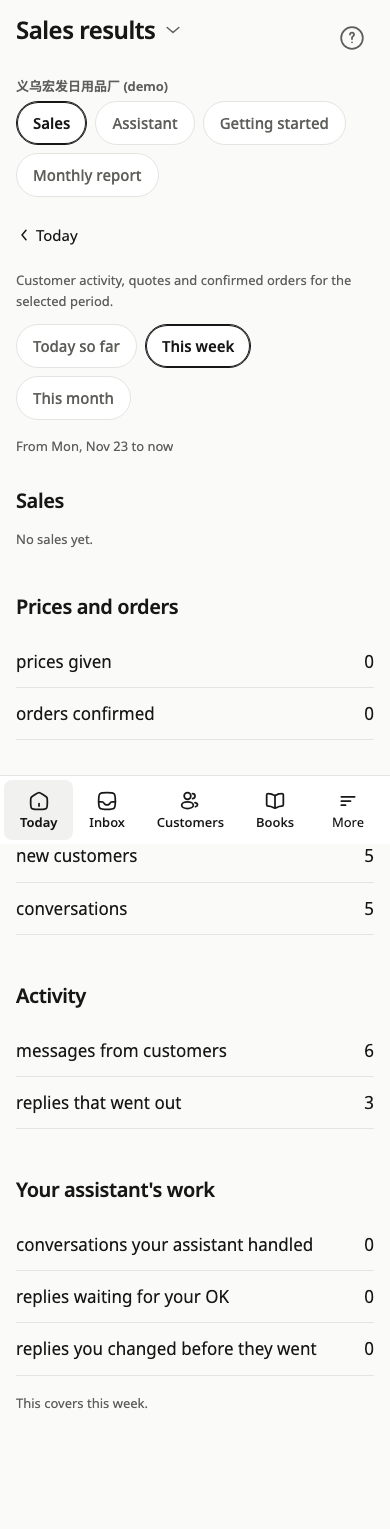 Sales results
义乌宏发日用品厂 (demo)
Sales
Assistant
Getting started
Monthly report
Today
Customer activity, quotes and confirmed orders for the
selected period.
Today so far
This week
This month
From Mon, Nov 23 to now
Sales
No sales yet.
Prices and orders
prices given 0
orders confirmed 0
Today
Inbox
Customers
Books
More
new customers 5
conversations 5
Activity
messages from customers 6
replies that went out 3
Your assistant's work
conversations your assistant handled 0
replies waiting for your OK 0
replies you changed before they went 0
This covers this week.